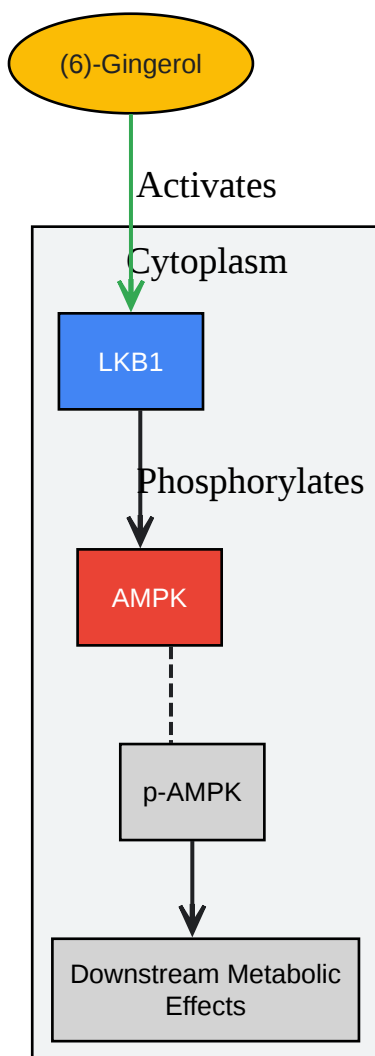 (6)-Gingerol
Activates
Cytoplasm
LKB1
Phosphorylates
AMPK
p-AMPK
Downstream Metabolic
Effects